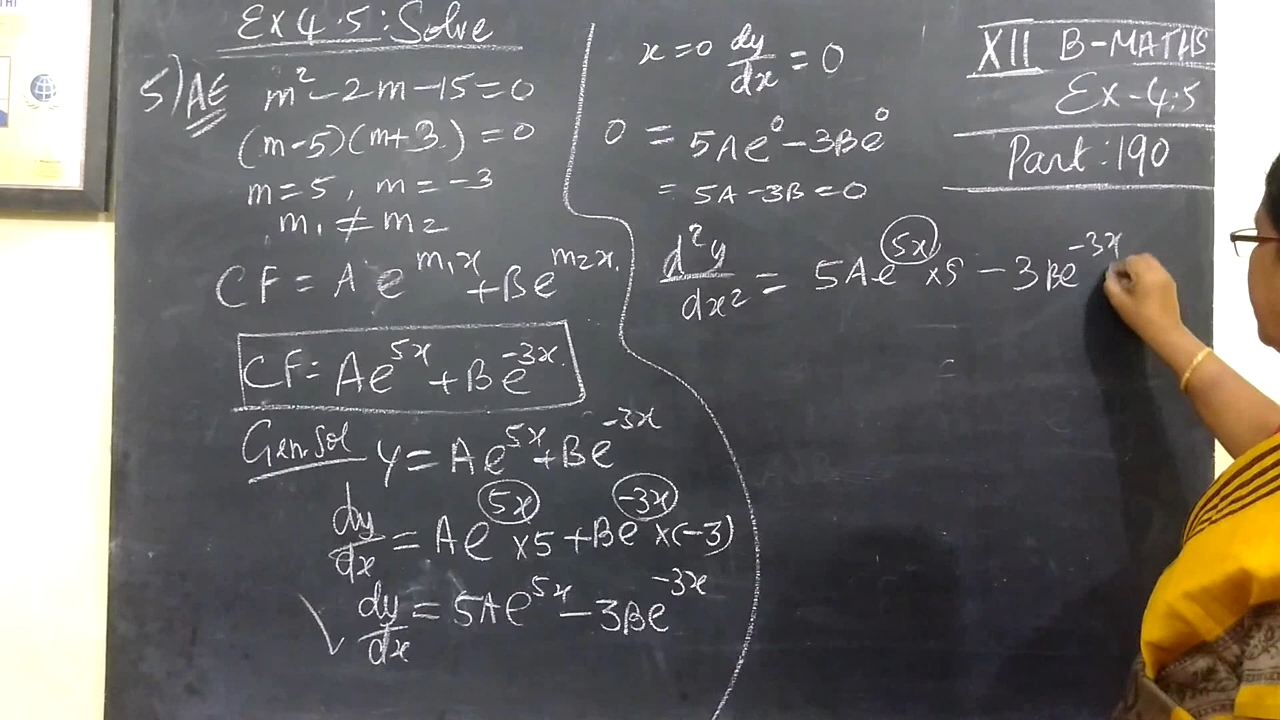 Ex 4.5 : Solve
5) AE m² - 2m - 15 = 0
(m-5)(m+3) = 0
m = 5, m = -3
m₁ ≠ m₂
CF = A e^{m₁x} + Be^{m₂x}.
CF = Ae^{5x} + Be^{-3x}.
Gen. Sol y = Ae^{5x} + Be^{-3x}
dy/dx = Ae^{5x} × 5 + Be^{-3x} × (-3)
dy/dx = 5Ae^{5x} - 3Be^{-3x}
x = 0 dy/dx = 0
0 = 5Ae⁰ - 3Be⁰
= 5A - 3B = 0
d²y/dx² = 5Ae^{5x} × 5 - 3Be^{-3x}
=
XII B-MATHS
Ex-4.5
Part: 190